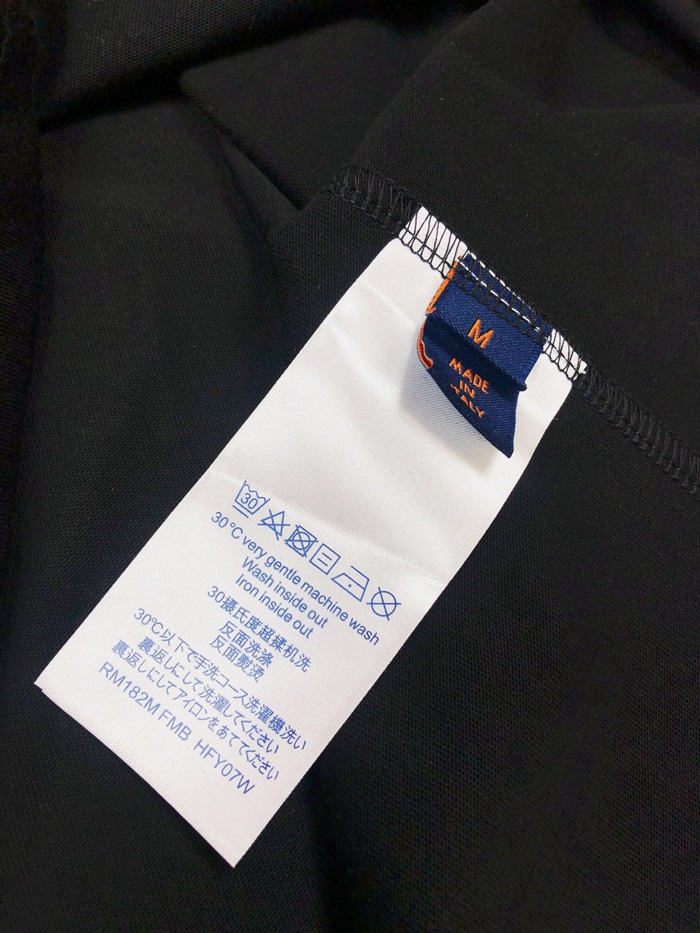 M
MADE
IN
ITALY
30
30°C very gentle machine wash
Wash inside out
Iron inside out
30摄氏度超揉机洗
反面洗涤
反面熨烫
30℃以下で手洗コース洗濯機洗い
裏返しにして洗濯してください
裏返しにしてアイロンをあててください
RM182M FMB HFY07W